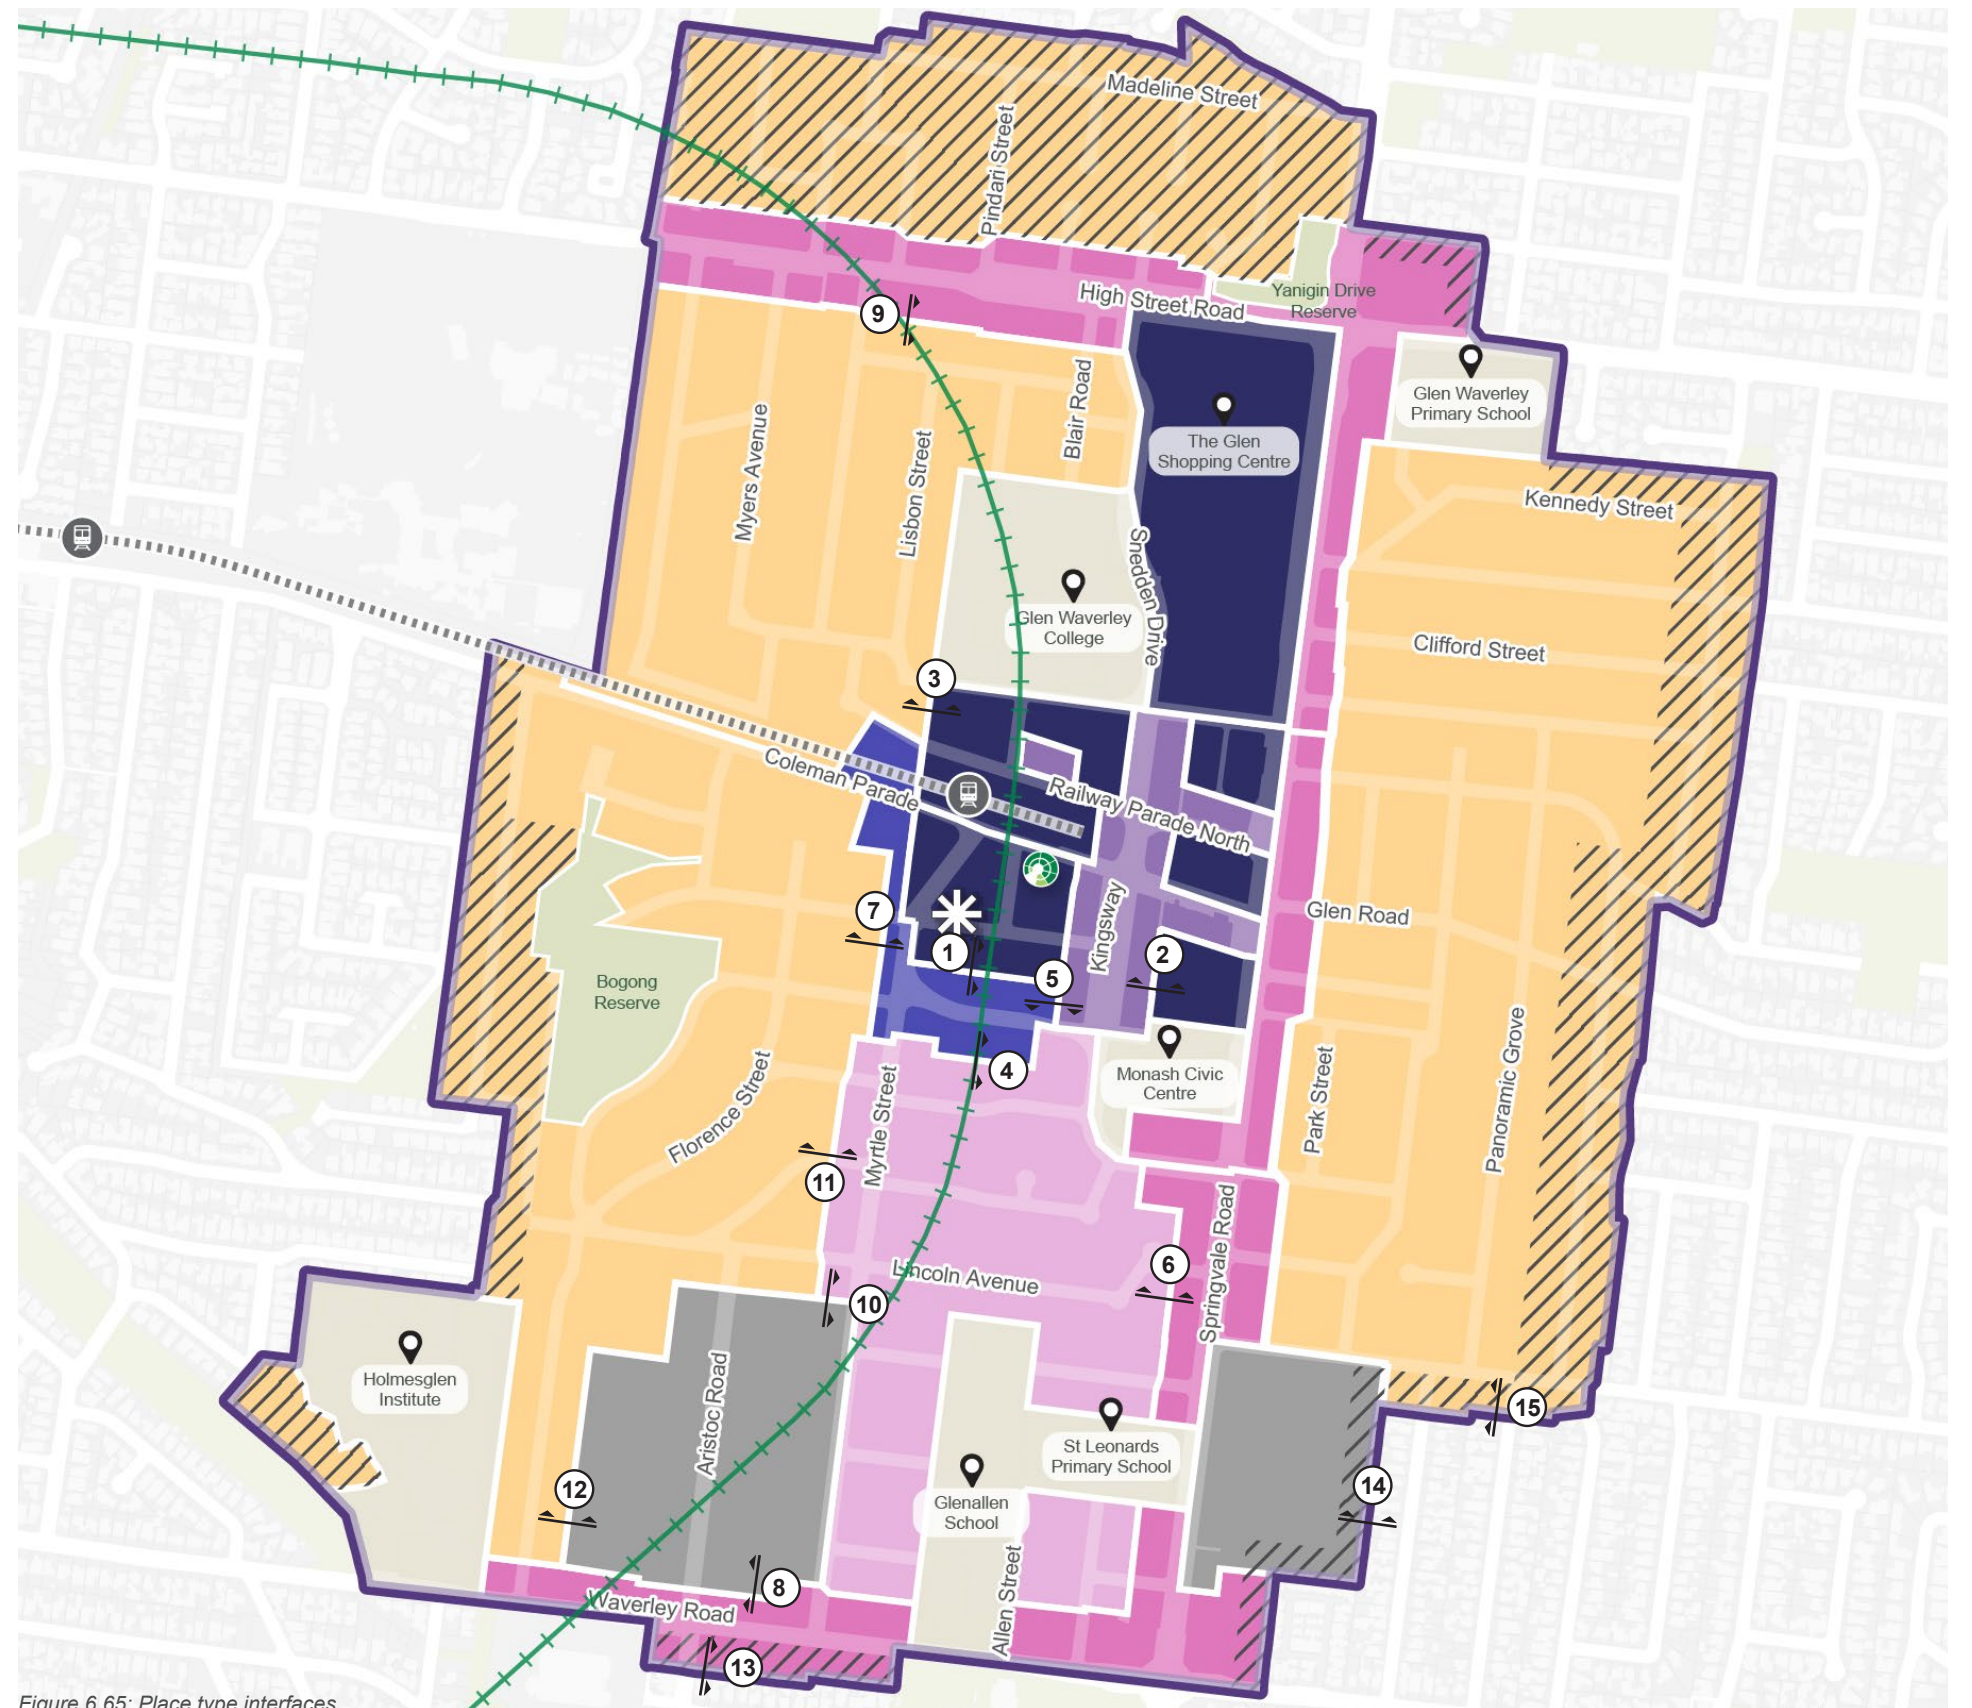 Madeline Street
Pindari Street
High Street Road
Yanigin Drive
Reserve
9
Glen Waverley
Primary School
The Glen
Shopping Centre
Blair Road
Myers Avenue
Lisbon Street
Kennedy Street
Snedden Drive
Glen Waverley
College
Clifford Street
3
Coleman Parade
Railway Parade North
7
1
5
Kingsway
2
Glen Road
Bogong
Reserve
4
Monash Civic
Centre
Park Street
Panoramic Grove
Florence Street
Myrtle Street
11
6
Springvale Road
Lincoln Avenue
10
Holmesglen
Institute
Aristoc Road
15
St Leonards
Primary School
12
14
Glenallen
School
8
Allen Street
Waverley Road
13
Figure 6.65: Place type interfaces